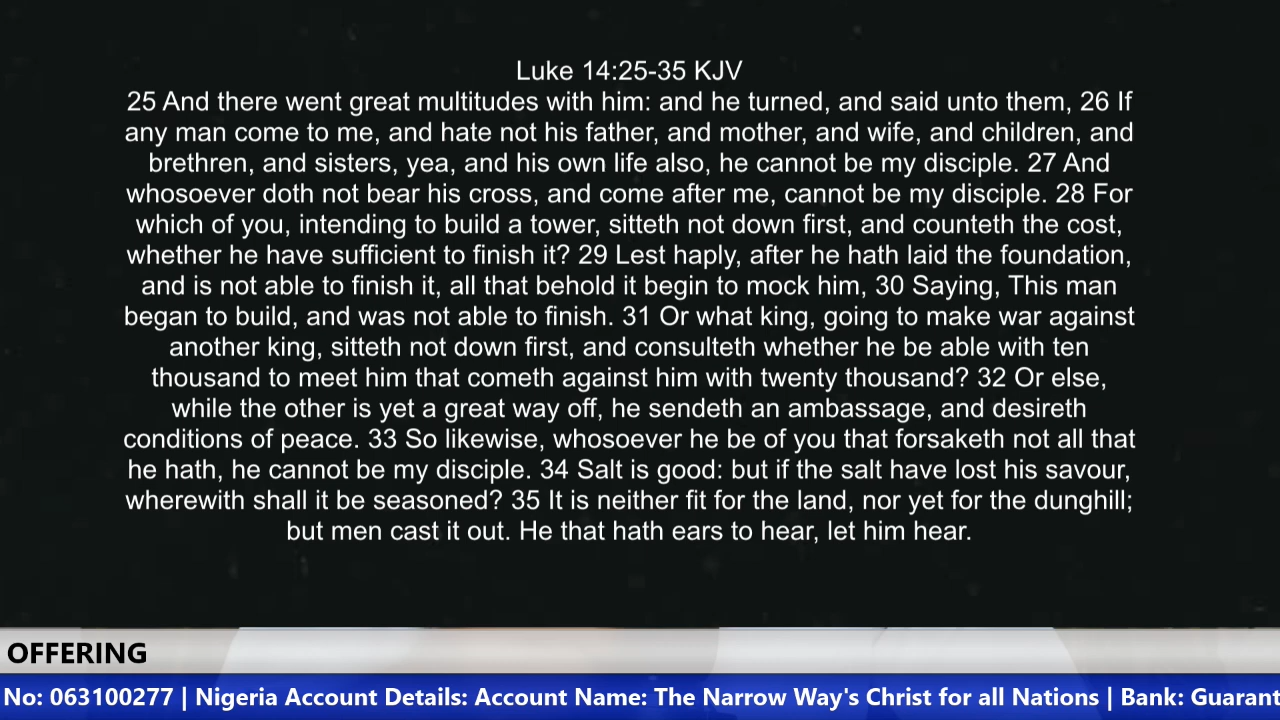 Luke 14:25-35 KJV
25 And there went great multitudes with him: and he turned, and said unto them, 26 If
any man come to me, and hate not his father, and mother, and wife, and children, and
brethren, and sisters, yea, and his own life also, he cannot be my disciple. 27 And
whosoever doth not bear his cross, and come after me, cannot be my disciple. 28 For
which of you, intending to build a tower, sitteth not down first, and counteth the cost,
whether he have sufficient to finish it? 29 Lest haply, after he hath laid the foundation,
and is not able to finish it, all that behold it begin to mock him, 30 Saying, This man
began to build, and was not able to finish. 31 Or what king, going to make war against
another king, sitteth not down first, and consulteth whether he be able with ten
thousand to meet him that cometh against him with twenty thousand? 32 Or else,
while the other is yet a great way off, he sendeth an ambassage, and desireth
conditions of peace. 33 So likewise, whosoever he be of you that forsaketh not all that
he hath, he cannot be my disciple. 34 Salt is good: but if the salt have lost his savour,
wherewith shall it be seasoned? 35 It is neither fit for the land, nor yet for the dunghill;
but men cast it out. He that hath ears to hear, let him hear.
OFFERING
No: 063100277 | Nigeria Account Details: Account Name: The Narrow Way's Christ for all Nations | Bank: Guarant